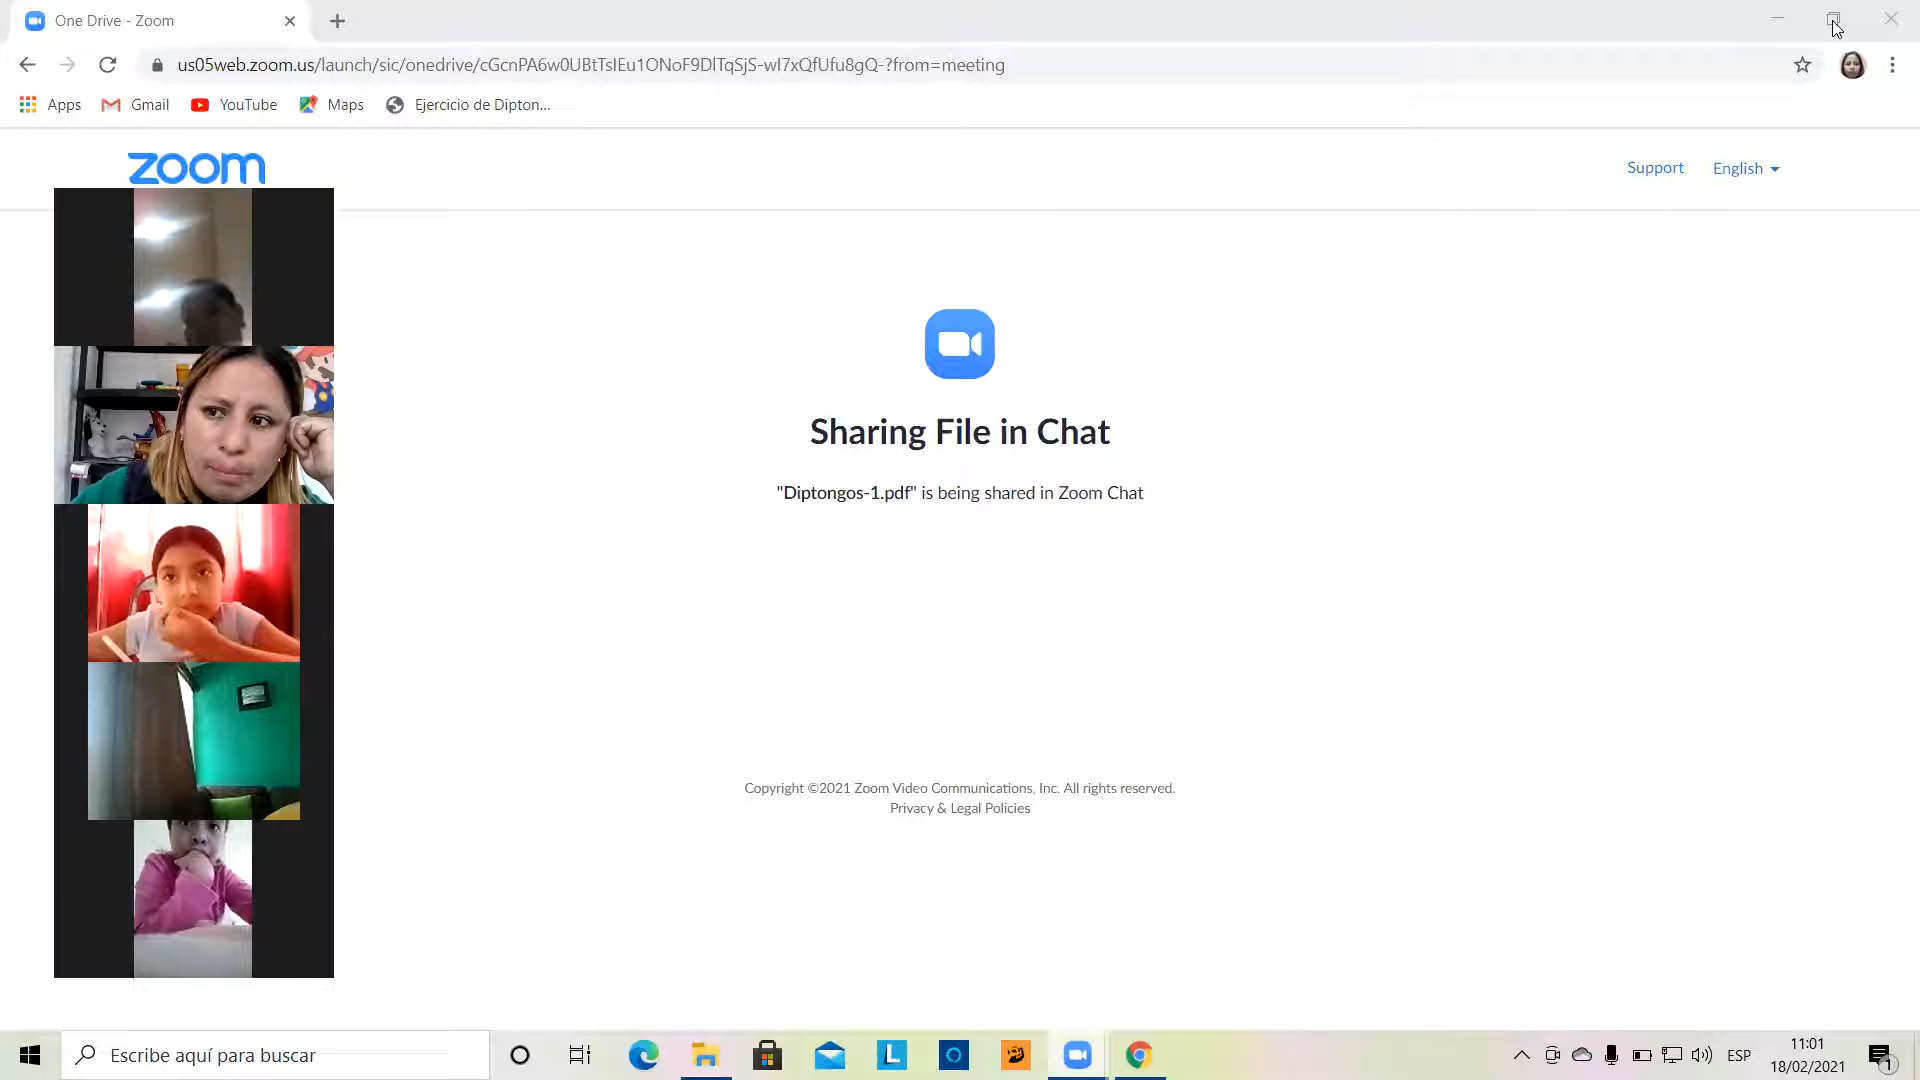 One Drive - Zoom
us05web.zoom.us/launch/sic/onedrive/cGcnPA6w0UBtTsIEu1ONoF9DlTqSjS-wI7xQfUfu8gQ-?from=meeting
Apps Gmail YouTube Maps Ejercicio de Dipton...
zoom
Support English
Sharing File in Chat
"Diptongos-1.pdf" is being shared in Zoom Chat
Copyright ©2021 Zoom Video Communications, Inc. All rights reserved.
Privacy & Legal Policies
Escribe aquí para buscar
L
ESP
11:01
18/02/2021
1